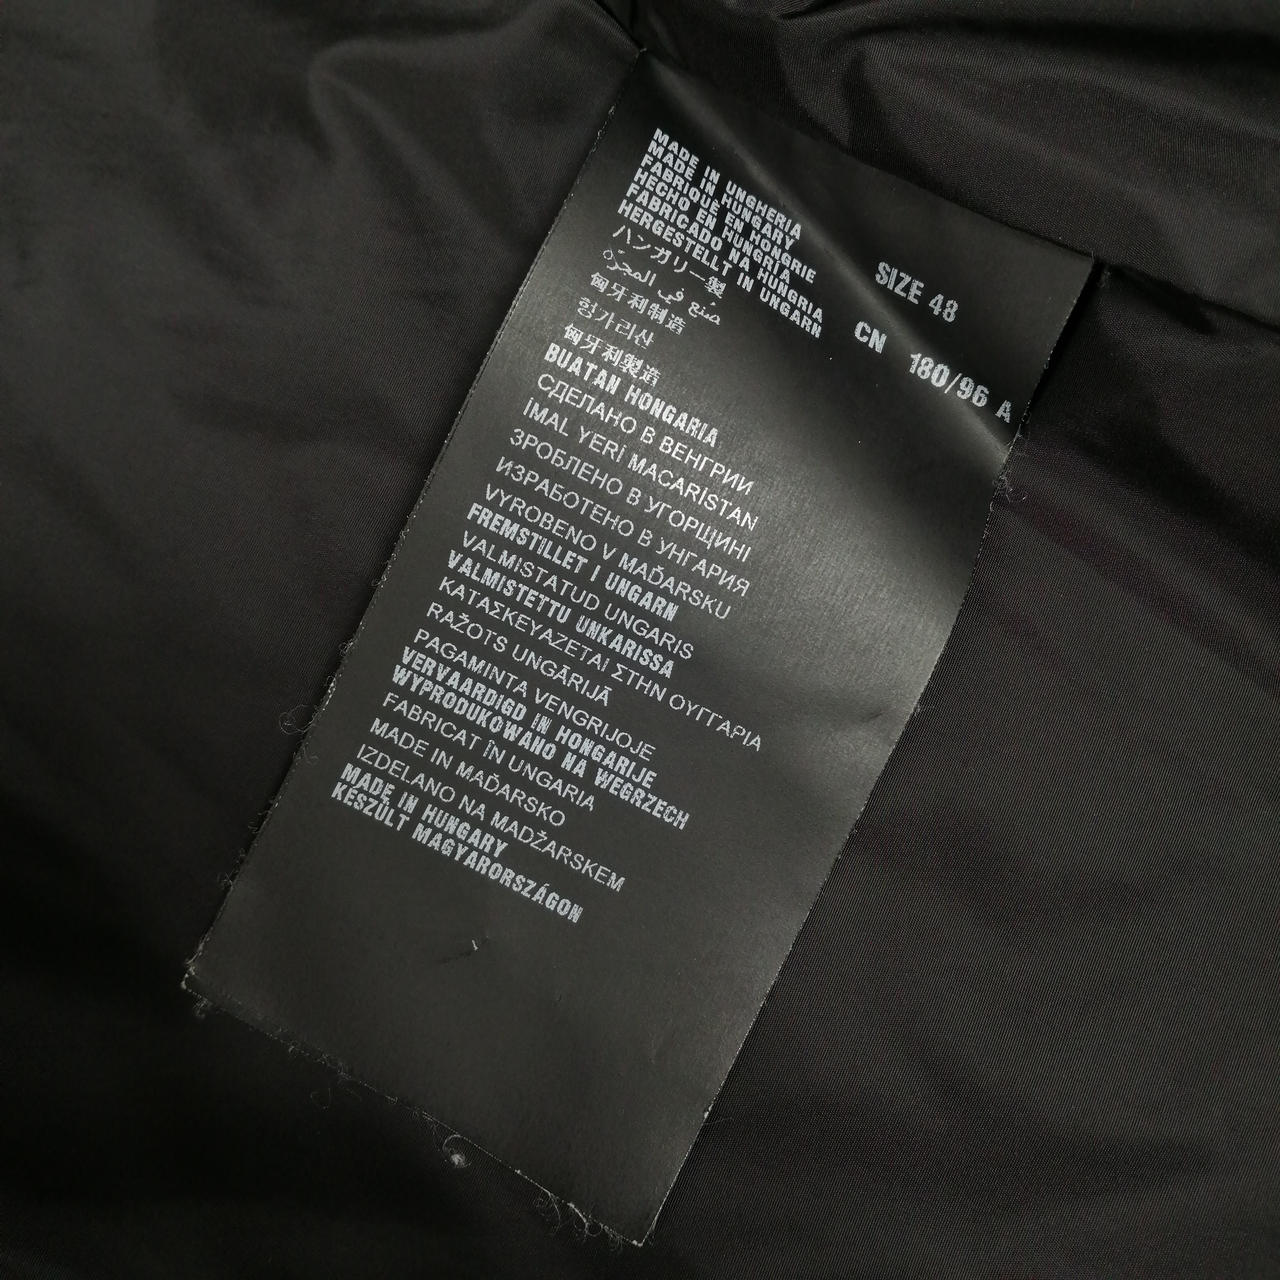 MADE IN UNGHERIA
MADE IN HUNGARY
FABRIQUÉ EN HONGRIE
HECHO EN HUNGRIA
FABRICADO NA HUNGRIA
HERGESTELLT IN UNGARN
ハンガリー製
صنع في المجرّة
匈牙利制造
헝가리산
匈牙利製造
BUATAN HONGARIA
СДЕЛАНО В ВЕНГРИИ
IMAL YERİ MACARISTAN
ЗРОБЛЕНО В УГОРЩИНІ
ИЗРАБОТЕНО В УНГАРИЯ
VYROBENO V MAĎARSKU
FREMSTILLET I UNGARN
VALMISTATUD UNGARIS
VALMISTETTU UNKARISSA
ΚΑΤΑΣΚΕΥΑΖΕΤΑΙ ΣΤΗΝ ΟΥΓΓΑΡΙΑ
RAŽOTS UNGĀRIJĀ
PAGAMINTA VENGRIJOJE
VERVAARDIGD IN HONGARIJE
WYPRODUKOWANO NA WEGRZECH
FABRICAT ÎN UNGARIA
MADE IN MAĎARSKO
IZDELANO NA MADŽARSKEM
MADE IN HUNGARY
KÉSZÜLT MAGYARORSZÁGON
SIZE 48
CN 180/96 A